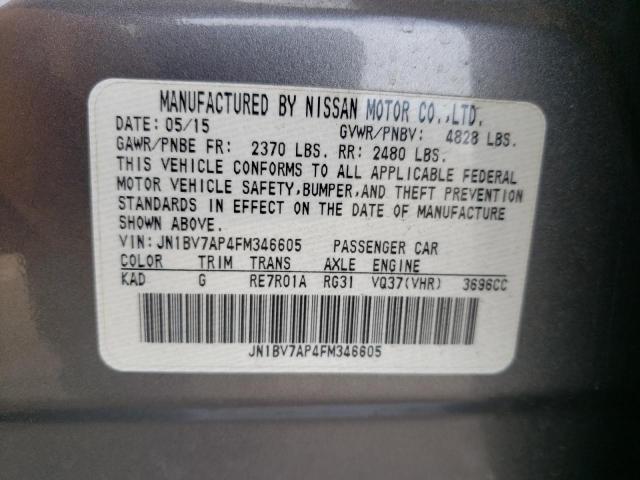 MANUFACTURED BY NISSAN MOTOR CO.,LTD.
DATE: 05/15 GVWR/PNBV: 4828 LBS.
GAWR/PNBE FR: 2370 LBS. RR: 2480 LBS.
THIS VEHICLE CONFORMS TO ALL APPLICABLE FEDERAL
MOTOR VEHICLE SAFETY,BUMPER,AND THEFT PREVENTION
STANDARDS IN EFFECT ON THE DATE OF MANUFACTURE
SHOWN ABOVE.
VIN:JN1BV7AP4FM346605 PASSENGER CAR
COLOR TRIM TRANS AXLE ENGINE
KAD G RE7R01A RG31 VQ37(VHR) 3696CC
JN1BV7AP4FM346605